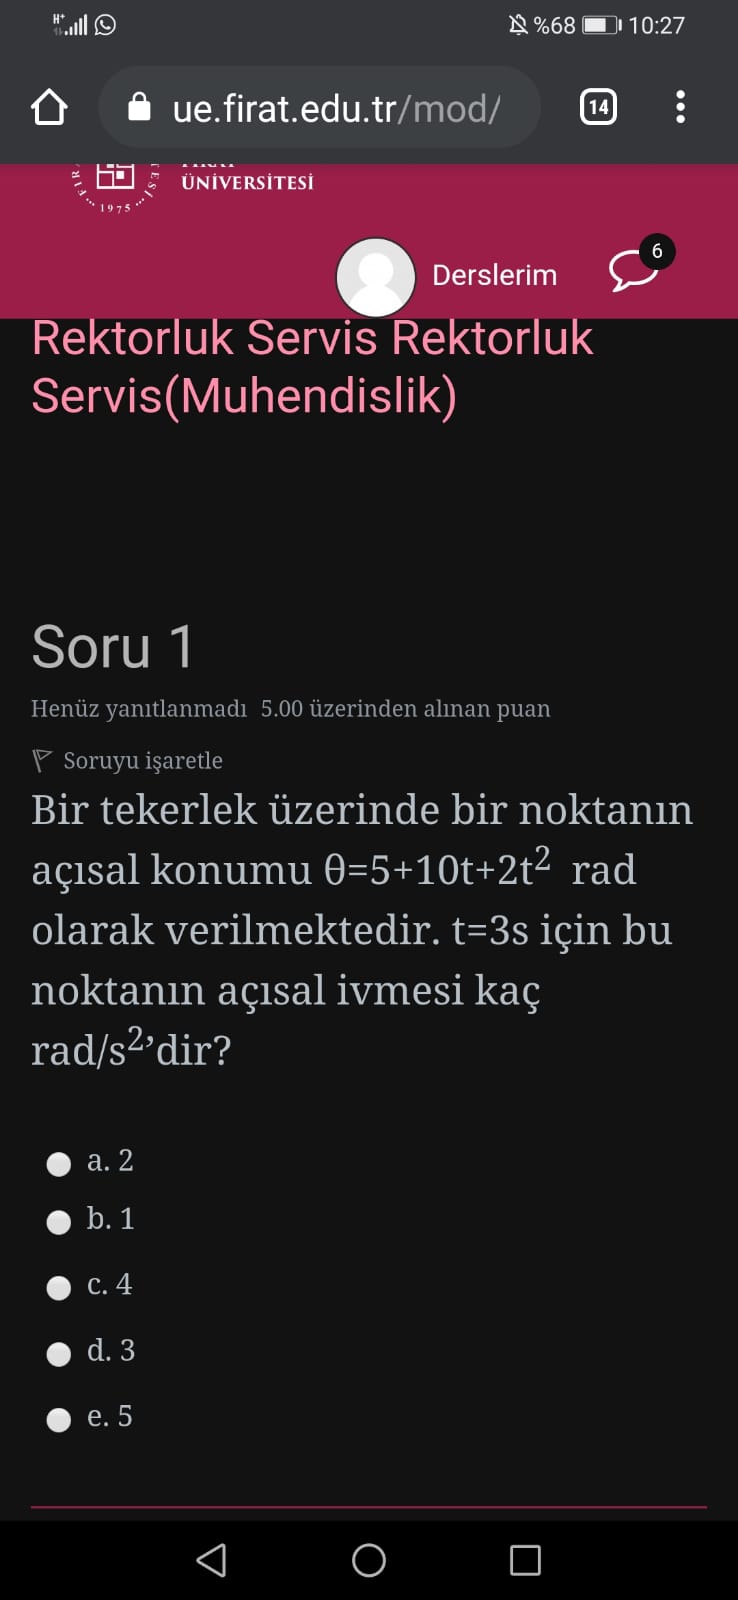 H+ %68 10:27
ue.firat.edu.tr/mod/ 14
ÜNİVERSİTESİ
1975
6
Derslerim
Rektorluk Servis Rektorluk
Servis(Muhendislik)
Soru 1
Henüz yanıtlanmadı 5.00 üzerinden alınan puan
Soruyu işaretle
Bir tekerlek üzerinde bir noktanın
açısal konumu θ=5+10t+2t² rad
olarak verilmektedir. t=3s için bu
noktanın açısal ivmesi kaç
rad/s²’dir?
a. 2
b. 1
c. 4
d. 3
e. 5